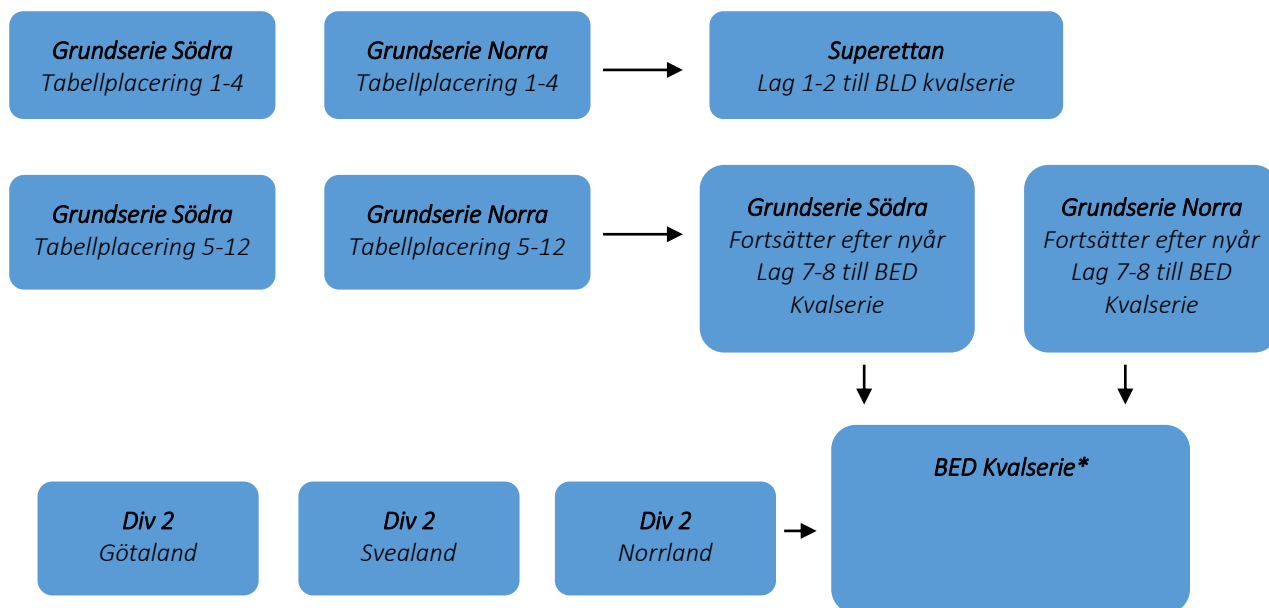 Grundserie Södra
Tabellplacering 1-4
Grundserie Norra
Tabellplacering 1-4
Superettan
Lag 1-2 till BLD kvalserie
Grundserie Södra
Tabellplacering 5-12
Grundserie Norra
Tabellplacering 5-12
Grundserie Södra
Fortsätter efter nyår
Lag 7-8 till BED
Kvalserie
Grundserie Norra
Fortsätter efter nyår
Lag 7-8 till BED
Kvalserie
BED Kvalserie*
Div 2
Götaland
Div 2
Svealand
Div 2
Norrland